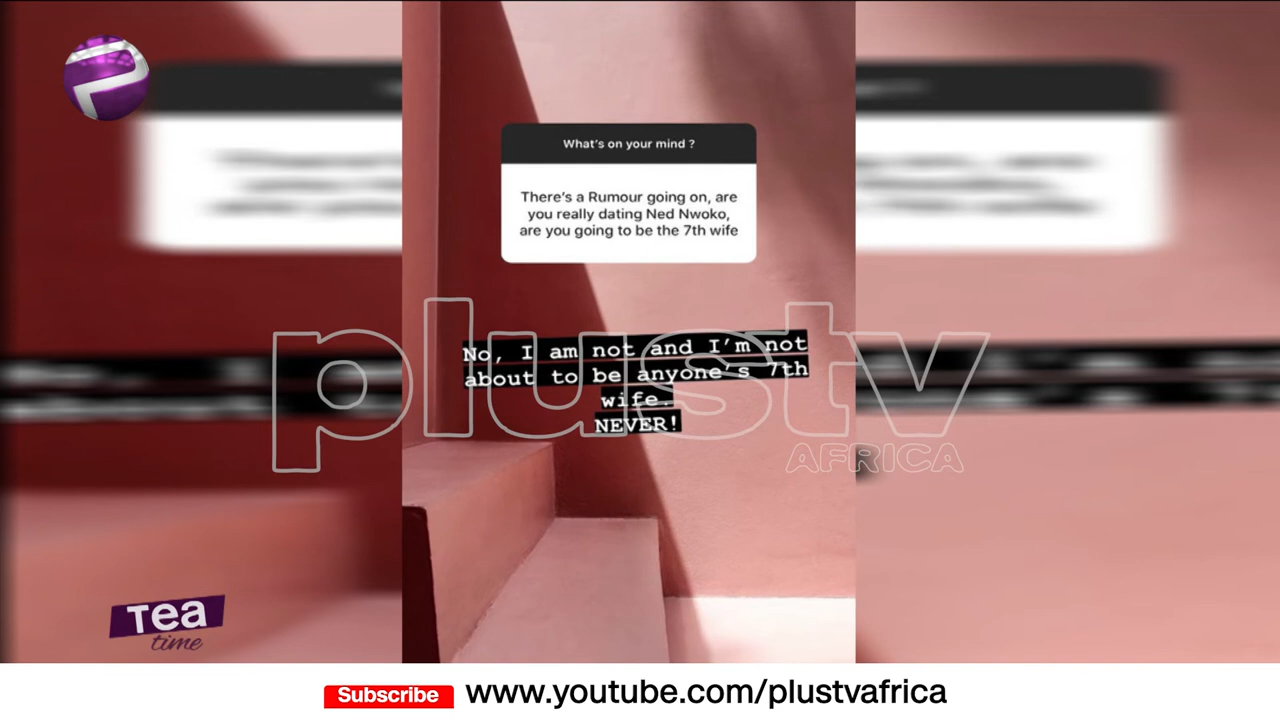 What's on your mind ?
There's a Rumour going on, are
you really dating Ned Nwoko,
are you going to be the 7th wife
No, I am not and I'm not
about to be anyone's 7th
wife.
NEVER!
plustv
AFRICA
Tea
time
Subscribe www.youtube.com/plustvafrica